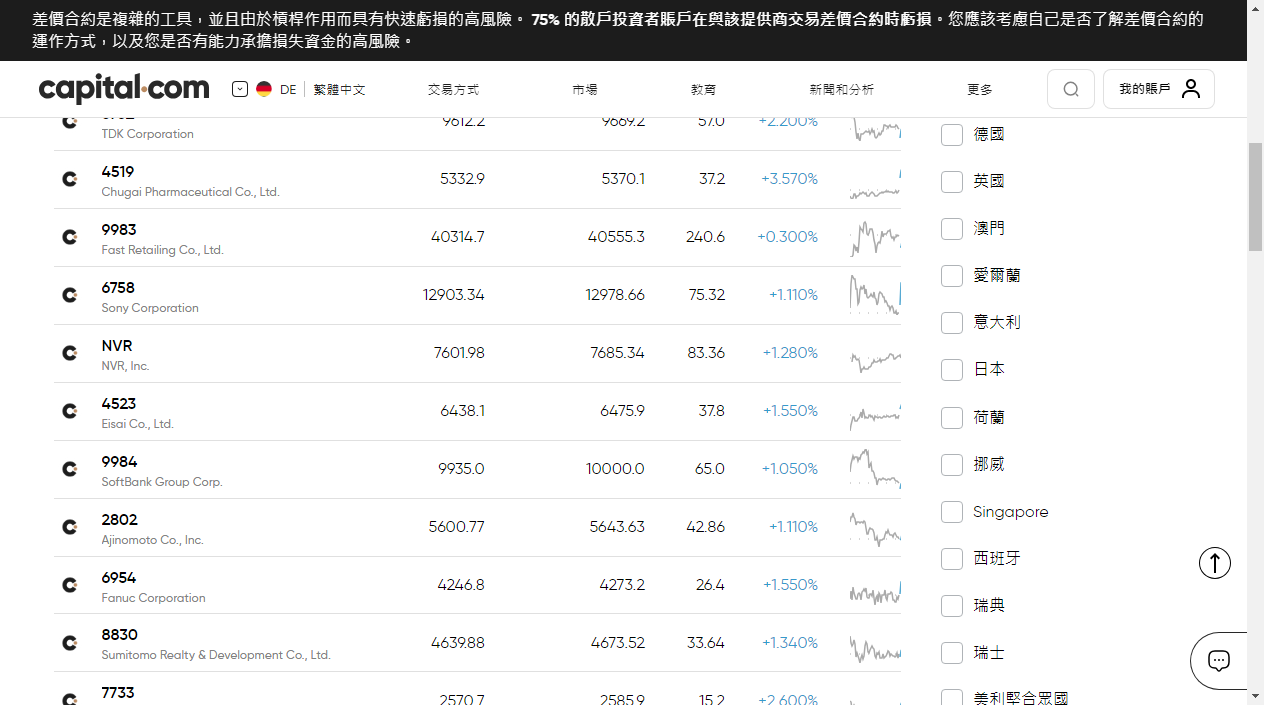 差價合約是複雜的工具，並且由於槓桿作用而具有快速虧損的高風險。 75% 的散戶投資者賬戶在與該提供商交易差價合約時虧損。您應該考慮自己是否了解差價合約的
運作方式，以及您是否有能力承擔損失資金的高風險。
capital.com DE 繁體中文 交易方式 市場 教育 新聞和分析 更多 我的賬戶
9612.2 9669.2 57.0 +2.200%
TDK Corporation
4519 5332.9 5370.1 37.2 +3.570%
Chugai Pharmaceutical Co., Ltd.
9983 40314.7 40555.3 240.6 +0.300%
Fast Retailing Co., Ltd.
6758 12903.34 12978.66 75.32 +1.110%
Sony Corporation
NVR 7601.98 7685.34 83.36 +1.280%
NVR, Inc.
4523 6438.1 6475.9 37.8 +1.550%
Eisai Co., Ltd.
9984 9935.0 10000.0 65.0 +1.050%
SoftBank Group Corp.
2802 5600.77 5643.63 42.86 +1.110%
Ajinomoto Co., Inc.
6954 4246.8 4273.2 26.4 +1.550%
Fanuc Corporation
8830 4639.88 4673.52 33.64 +1.340%
Sumitomo Realty & Development Co., Ltd.
7733 2570.7 2585.9 15.2 +2.600%
德國
英國
澳門
愛爾蘭
意大利
日本
荷蘭
挪威
Singapore
西班牙
瑞典
瑞士
美利堅合眾國